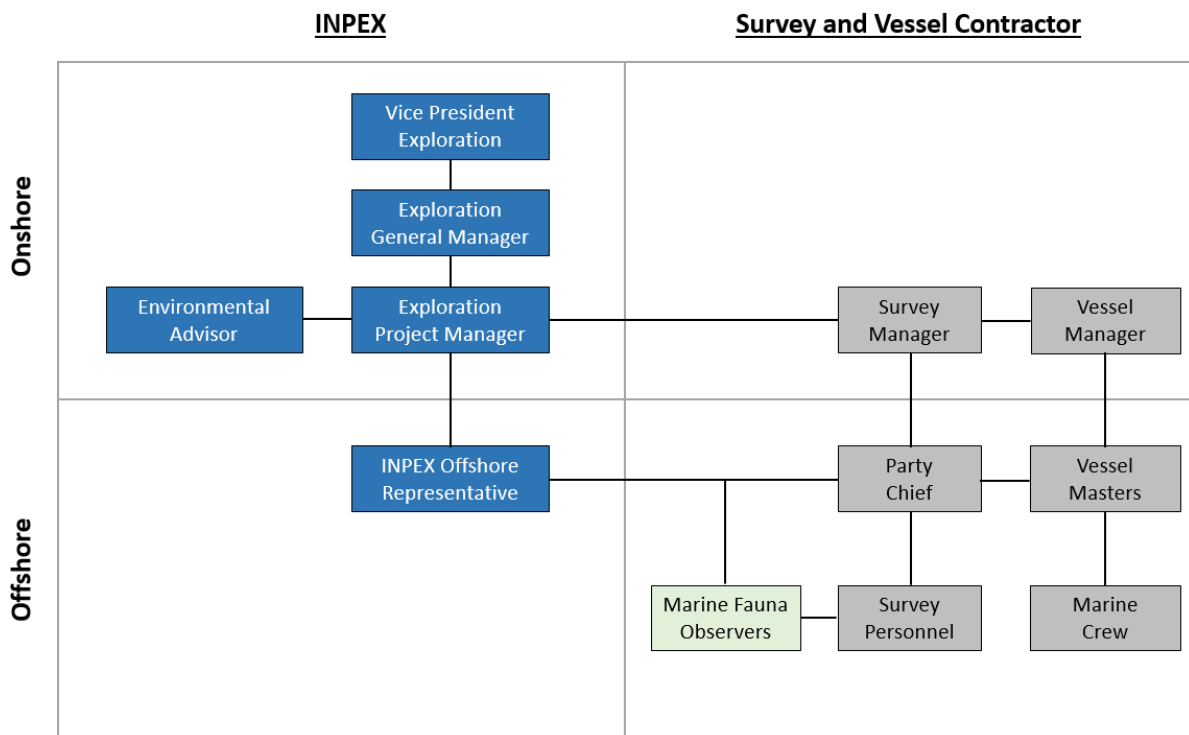 INPEX
Survey and Vessel Contractor
Onshore
Vice President
Exploration
Exploration
General Manager
Environmental
Advisor
Exploration
Project Manager
Survey
Manager
Vessel
Manager
Offshore
INPEX Offshore
Representative
Party
Chief
Vessel
Masters
Marine Fauna
Observers
Survey
Personnel
Marine
Crew